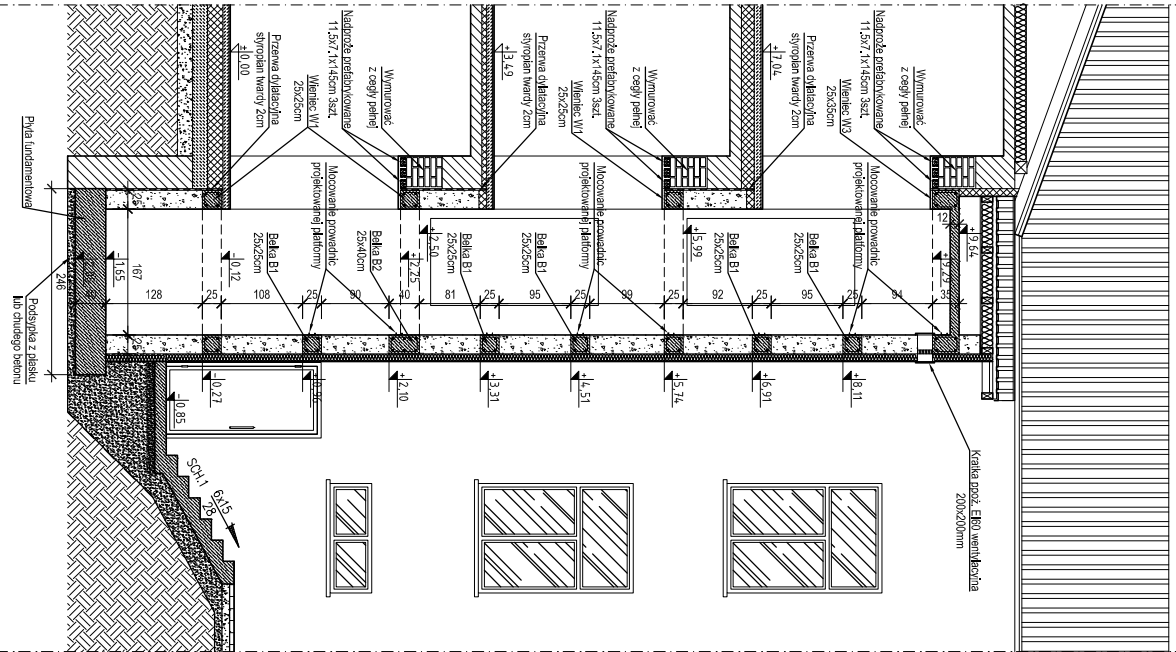 ± 0,00
Przerwa dylatacyjna
styropian twardy 2cm
Wieniec W1
25x25cm
Nadproże prefabrykowane
11,5x7,1x145cm 3szt.
Wymurować
z cegły pełnej
+ 3,49
Przerwa dylatacyjna
styropian twardy 2cm
Wieniec W1
25x25cm
Nadproże prefabrykowane
11,5x7,1x145cm 3szt.
Wymurować
z cegły pełnej
+ 7,04
Przerwa dylatacyjna
styropian twardy 2cm
Wieniec W3
25x35cm
Nadproże prefabrykowane
11,5x7,1x145cm 3szt.
Wymurować
z cegły pełnej
Płyta fundamentowa
Podsypka z piasku
lub chudego betonu
246
25
167
25
- 1,65
- 0,12
+ 2,25
+ 2,50
+ 5,99
+ 9,29
+ 9,64
12
Mocowanie prowadnic
projektowanej platformy
Mocowanie prowadnic
projektowanej platformy
Mocowanie prowadnic
projektowanej platformy
Belka B1
25x25cm
Belka B2
25x40cm
Belka B1
25x25cm
Belka B1
25x25cm
Belka B1
25x25cm
Belka B1
25x25cm
40
128
25
108
25
90
40
81
25
95
25
99
25
92
25
95
25
94
35
- 0,85
- 0,27
+ 2,10
+ 3,31
+ 4,51
+ 5,74
+ 6,91
+ 8,11
SCH.1
6x15
28
Kratka ppoż. EI60 wentylacyjna
200x200mm